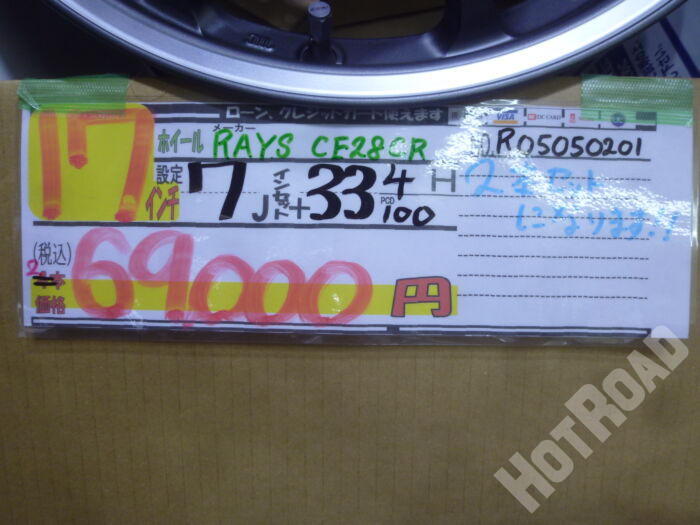 ローン、クレジットカード使えます VISA DC CARD
17 インチ ホイール設定 メーカー RAYS CE28CR R05050201
7 J インセット +33 4 H PCD 100
2本セット
になります!!
(税込) 2本価格 69,000 円
HOTROAD